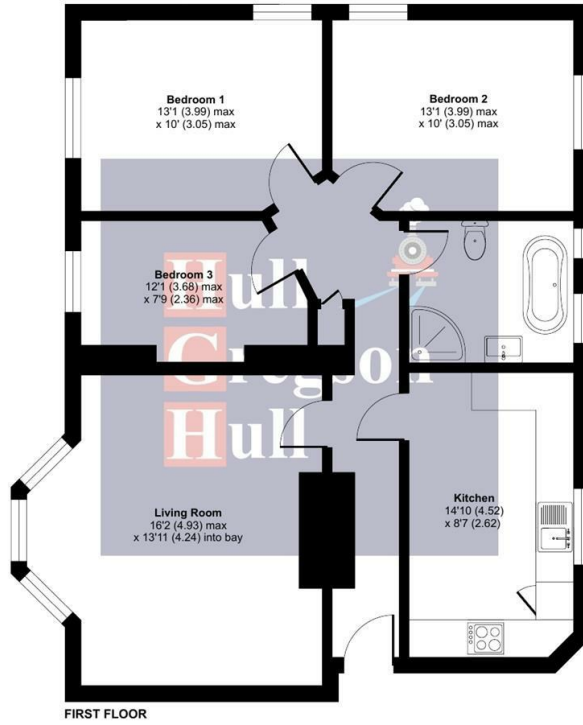 Bedroom 1
13'1 (3.99) max
x 10' (3.05) max
Bedroom 2
13'1 (3.99) max
x 10' (3.05) max
Bedroom 3
12'1 (3.68) max
x 7'9 (2.36) max
Hull
Gregson
Hull
Living Room
16'2 (4.93) max
x 13'11 (4.24) into bay
Kitchen
14'10 (4.52)
x 8'7 (2.62)
FIRST FLOOR